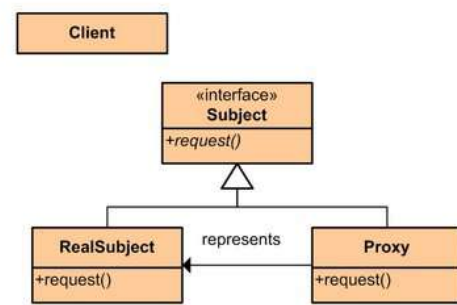 Client
«interface»
Subject
+request()
RealSubject
represents
Proxy
+request()
+request()